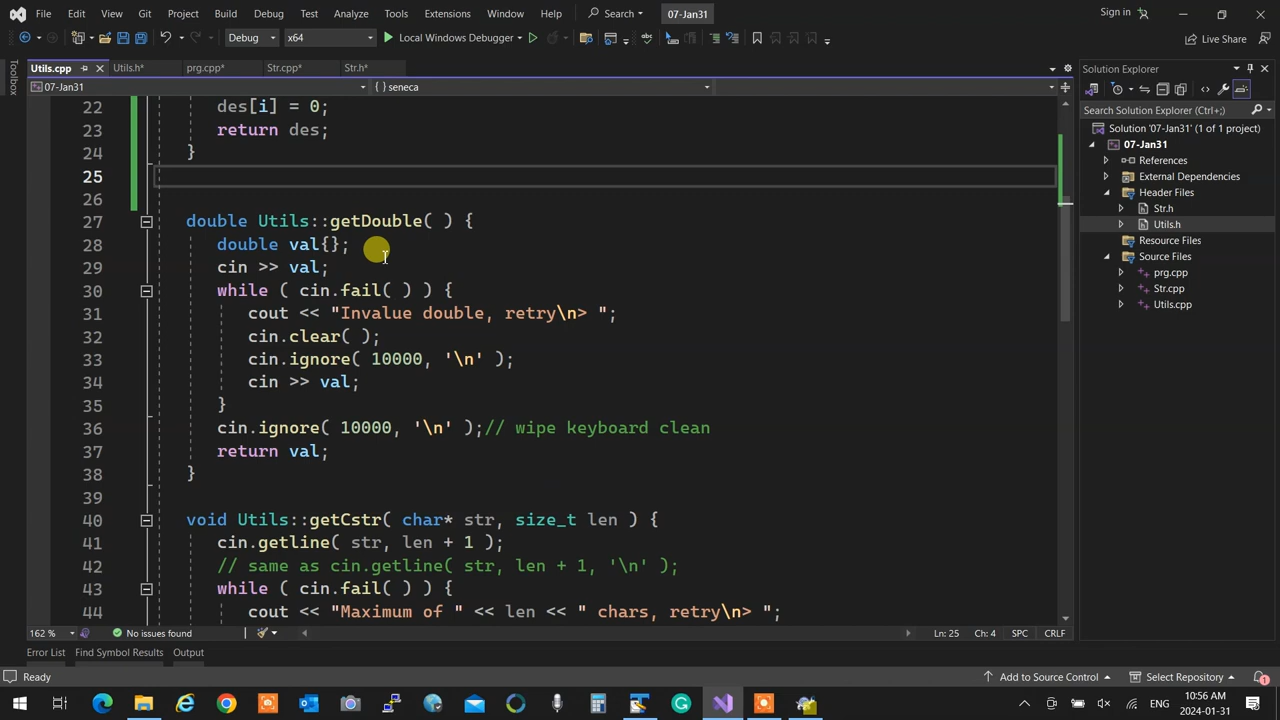 File Edit View Git Project Build Debug Test Analyze Tools Extensions Window Help Search 07-Jan31 Sign in
Debug x64 Local Windows Debugger Live Share
Toolbox
Utils.cpp Utils.h* prg.cpp* Str.cpp* Str.h*
07-Jan31 { } seneca
22 des[i] = 0;
23 return des;
24 }
25
26
27 double Utils::getDouble( ) {
28 double val{};
29 cin >> val;
30 while ( cin.fail( ) ) {
31 cout << "Invalue double, retry\n> ";
32 cin.clear( );
33 cin.ignore( 10000, '\n' );
34 cin >> val;
35 }
36 cin.ignore( 10000, '\n' );// wipe keyboard clean
37 return val;
38 }
39
40 void Utils::getCstr( char* str, size_t len ) {
41 cin.getline( str, len + 1 );
42 // same as cin.getline( str, len + 1, '\n' );
43 while ( cin.fail( ) ) {
44 cout << "Maximum of " << len << " chars, retry\n> ";
162 % No issues found Ln: 25 Ch: 4 SPC CRLF
Error List Find Symbol Results Output
Solution Explorer
Search Solution Explorer (Ctrl+;)
Solution '07-Jan31' (1 of 1 project)
07-Jan31
References
External Dependencies
Header Files
Str.h
Utils.h
Resource Files
Source Files
prg.cpp
Str.cpp
Utils.cpp
Ready Add to Source Control Select Repository 1
ENG 10:56 AM
2024-01-31